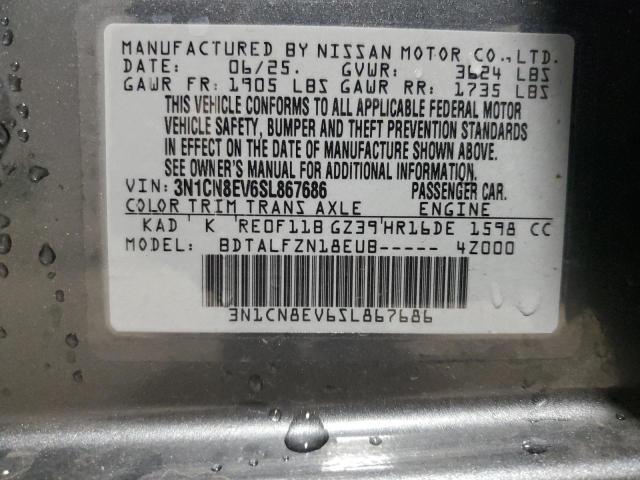 MANUFACTURED BY NISSAN MOTOR CO.,LTD.
DATE: 06/25. GVWR: 3624 LBS
GAWR FR: 1905 LBS GAWR RR: 1735 LBS
THIS VEHICLE CONFORMS TO ALL APPLICABLE FEDERAL MOTOR
VEHICLE SAFETY, BUMPER AND THEFT PREVENTION STANDARDS
IN EFFECT ON THE DATE OF MANUFACTURE SHOWN ABOVE.
SEE OWNER'S MANUAL FOR ADDITIONAL INFORMATION.
VIN: 3N1CN8EV6SL867686 PASSENGER CAR.
COLOR TRIM TRANS AXLE ENGINE
KAD K RE0F11B GZ39 HR16DE 1598 CC
MODEL: BDTALFZN18EUB----- 4Z000
3N1CN8EV6SL867686